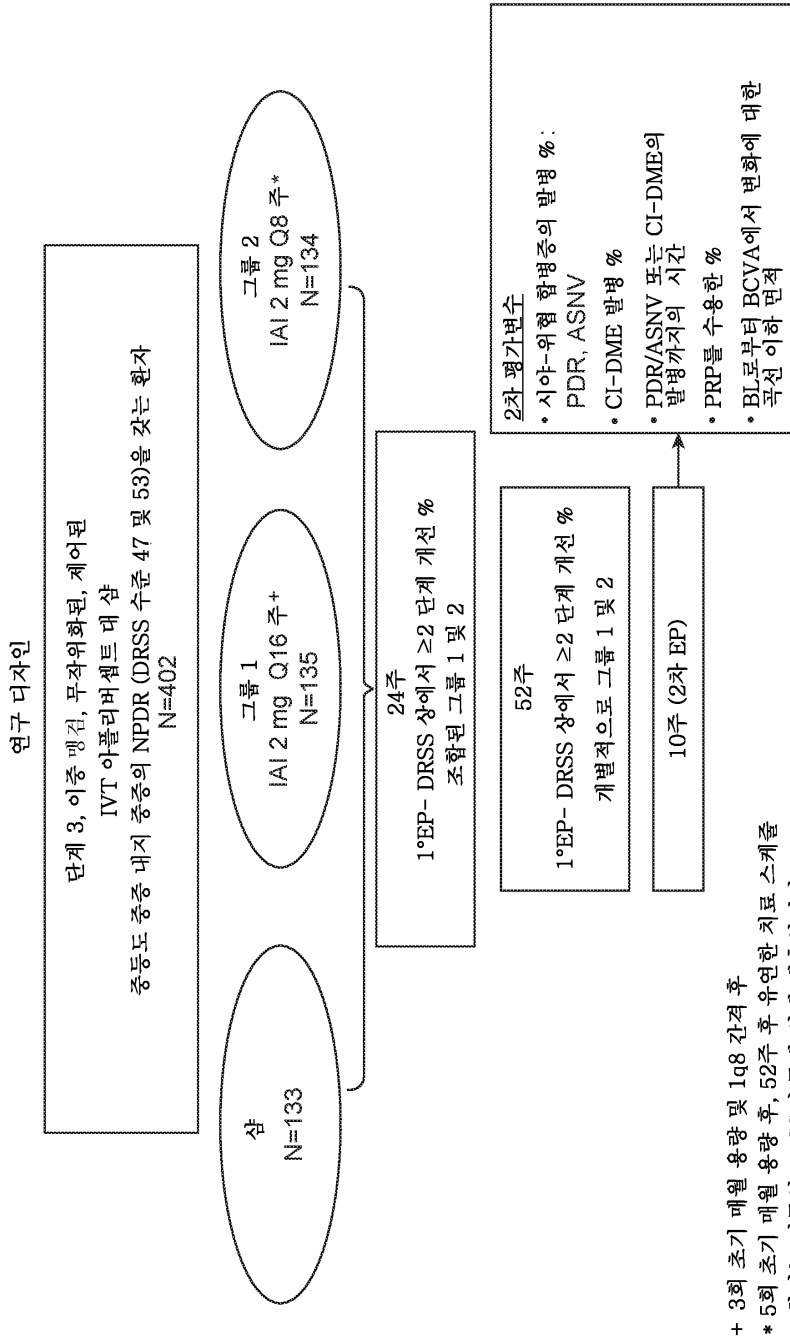 연구 디자인
단계 3, 이중 맹검, 무작위화된, 제어된
IVT 아플리버셉트 대 샴
중등도 중증 내지 중증의 NPDR (DRSS 수준 47 및 53)을 갖는 환자
N=402
샴
N=133
그룹 1
IAI 2 mg Q16 주+
N=135
그룹 2
IAI 2 mg Q8 주*
N=134
24주
1°EP- DRSS 상에서 ≥2 단계 개선 %
조합된 그룹 1 및 2
52주
1°EP- DRSS 상에서 ≥2 단계 개선 %
개별적으로 그룹 1 및 2
10주 (2차 EP)
2차 평가변수
• 시야-위협 합병증의 발병 % :
PDR, ASNV
• CI-DME 발병 %
• PDR/ASNV 또는 CI-DME의
발병까지의 시간
• PRP를 수용한 %
• BL로부터 BCVA에서 변화에 대한
곡선 이하 면적
+ 3회 초기 매월 용량 및 1q8 간격 후
* 5회 초기 매월 용량 후, 52주 후 유연한 치료 스케줄